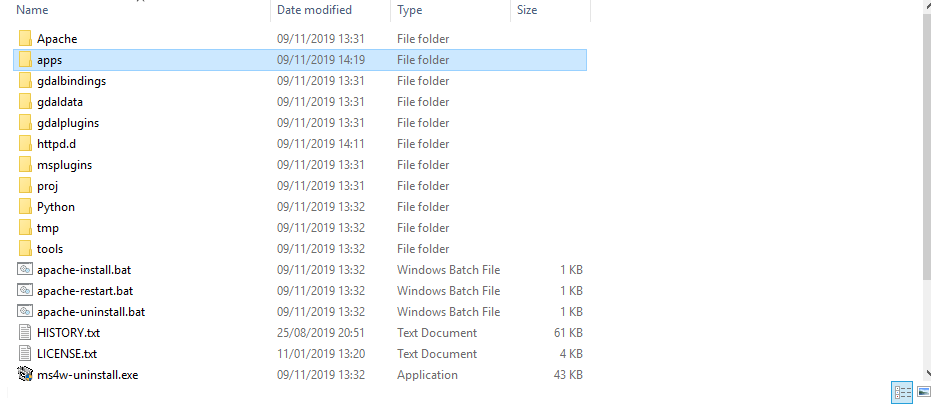 Name Date modified Type Size
Apache 09/11/2019 13:31 File folder
apps 09/11/2019 14:19 File folder
gdalbindings 09/11/2019 13:31 File folder
gdaldata 09/11/2019 13:31 File folder
gdalplugins 09/11/2019 13:31 File folder
httpd.d 09/11/2019 14:11 File folder
msplugins 09/11/2019 13:31 File folder
proj 09/11/2019 13:31 File folder
Python 09/11/2019 13:32 File folder
tmp 09/11/2019 13:32 File folder
tools 09/11/2019 13:32 File folder
apache-install.bat 09/11/2019 13:32 Windows Batch File 1 KB
apache-restart.bat 09/11/2019 13:32 Windows Batch File 1 KB
apache-uninstall.bat 09/11/2019 13:32 Windows Batch File 1 KB
HISTORY.txt 25/08/2019 20:51 Text Document 61 KB
LICENSE.txt 11/01/2019 13:20 Text Document 4 KB
ms4w-uninstall.exe 09/11/2019 13:32 Application 43 KB